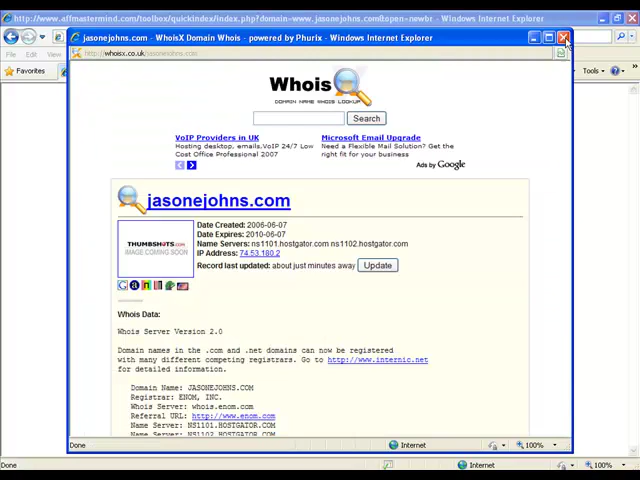 http://www.affmastermind.com/toolbox/quickindex/index.php?domain=www.jasonejohns.com&open=newbr - Windows Internet Explorer
jasonejohns.com - WhoisX Domain Whois - powered by Phurix - Windows Internet Explorer
http://whoisx.co.uk/jasonejohns.com
File Edit
Favorites
Tools
Whois
DOMAIN NAME WHOIS LOOKUP
Search
VoIP Providers in UK
Hosting desktop, emails.VoIP 24/7 Low
Cost Office Professional 2007
Microsoft Email Upgrade
Need a Flexible Mail Solution? Get the
right fit for your business
Ads by Google
jasonejohns.com
THUMBSHOTS.COM
IMAGE COMING SOON
Date Created: 2006-06-07
Date Expires: 2010-06-07
Name Servers: ns1101.hostgator.com ns1102.hostgator.com
IP Address: 74.53.180.2
Record last updated: about just minutes away Update
Whois Data:
Whois Server Version 2.0
Domain names in the .com and .net domains can now be registered
with many different competing registrars. Go to http://www.internic.net
for detailed information.
Domain Name: JASONEJOHNS.COM
Registrar: ENOM, INC.
Whois Server: whois.enom.com
Referral URL: http://www.enom.com
Name Server: NS1101.HOSTGATOR.COM
Name Server: NS1102.HOSTGATOR.COM
Done Internet 100%
Done Internet 100%